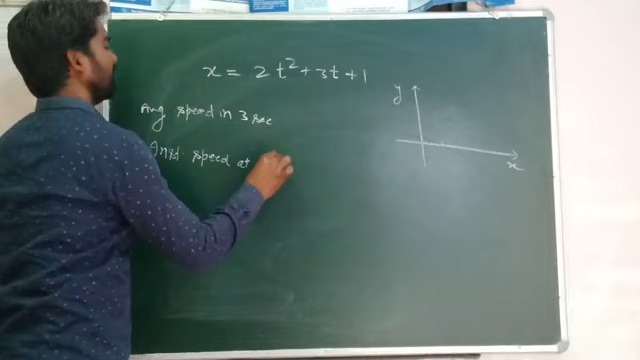 x = 2t²+3t+1
Avg speed in 3 sec
Inst. speed at
y
x